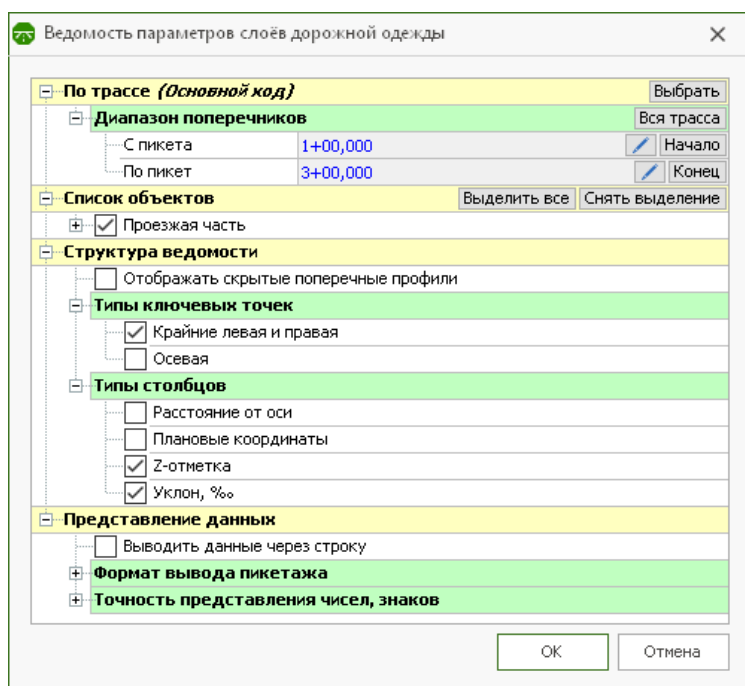 Ведомость параметров слоёв дорожной одежды
По трассе (Основной код) Выбрать
Диапазон поперечников Вся трасса
С пикета 1+00,000 Начало
По пикет 3+00,000 Конец
Список объектов Выделить все Снять выделение
Проезжая часть
Структура ведомости
Отображать скрытые поперечные профили
Типы ключевых точек
Крайние левая и правая
Осевая
Типы столбцов
Расстояние от оси
Плановые координаты
Z-отметка
Уклон, ‰
Представление данных
Выводить данные через строку
Формат вывода пикетажа
Точность представления чисел, знаков
OK Отмена